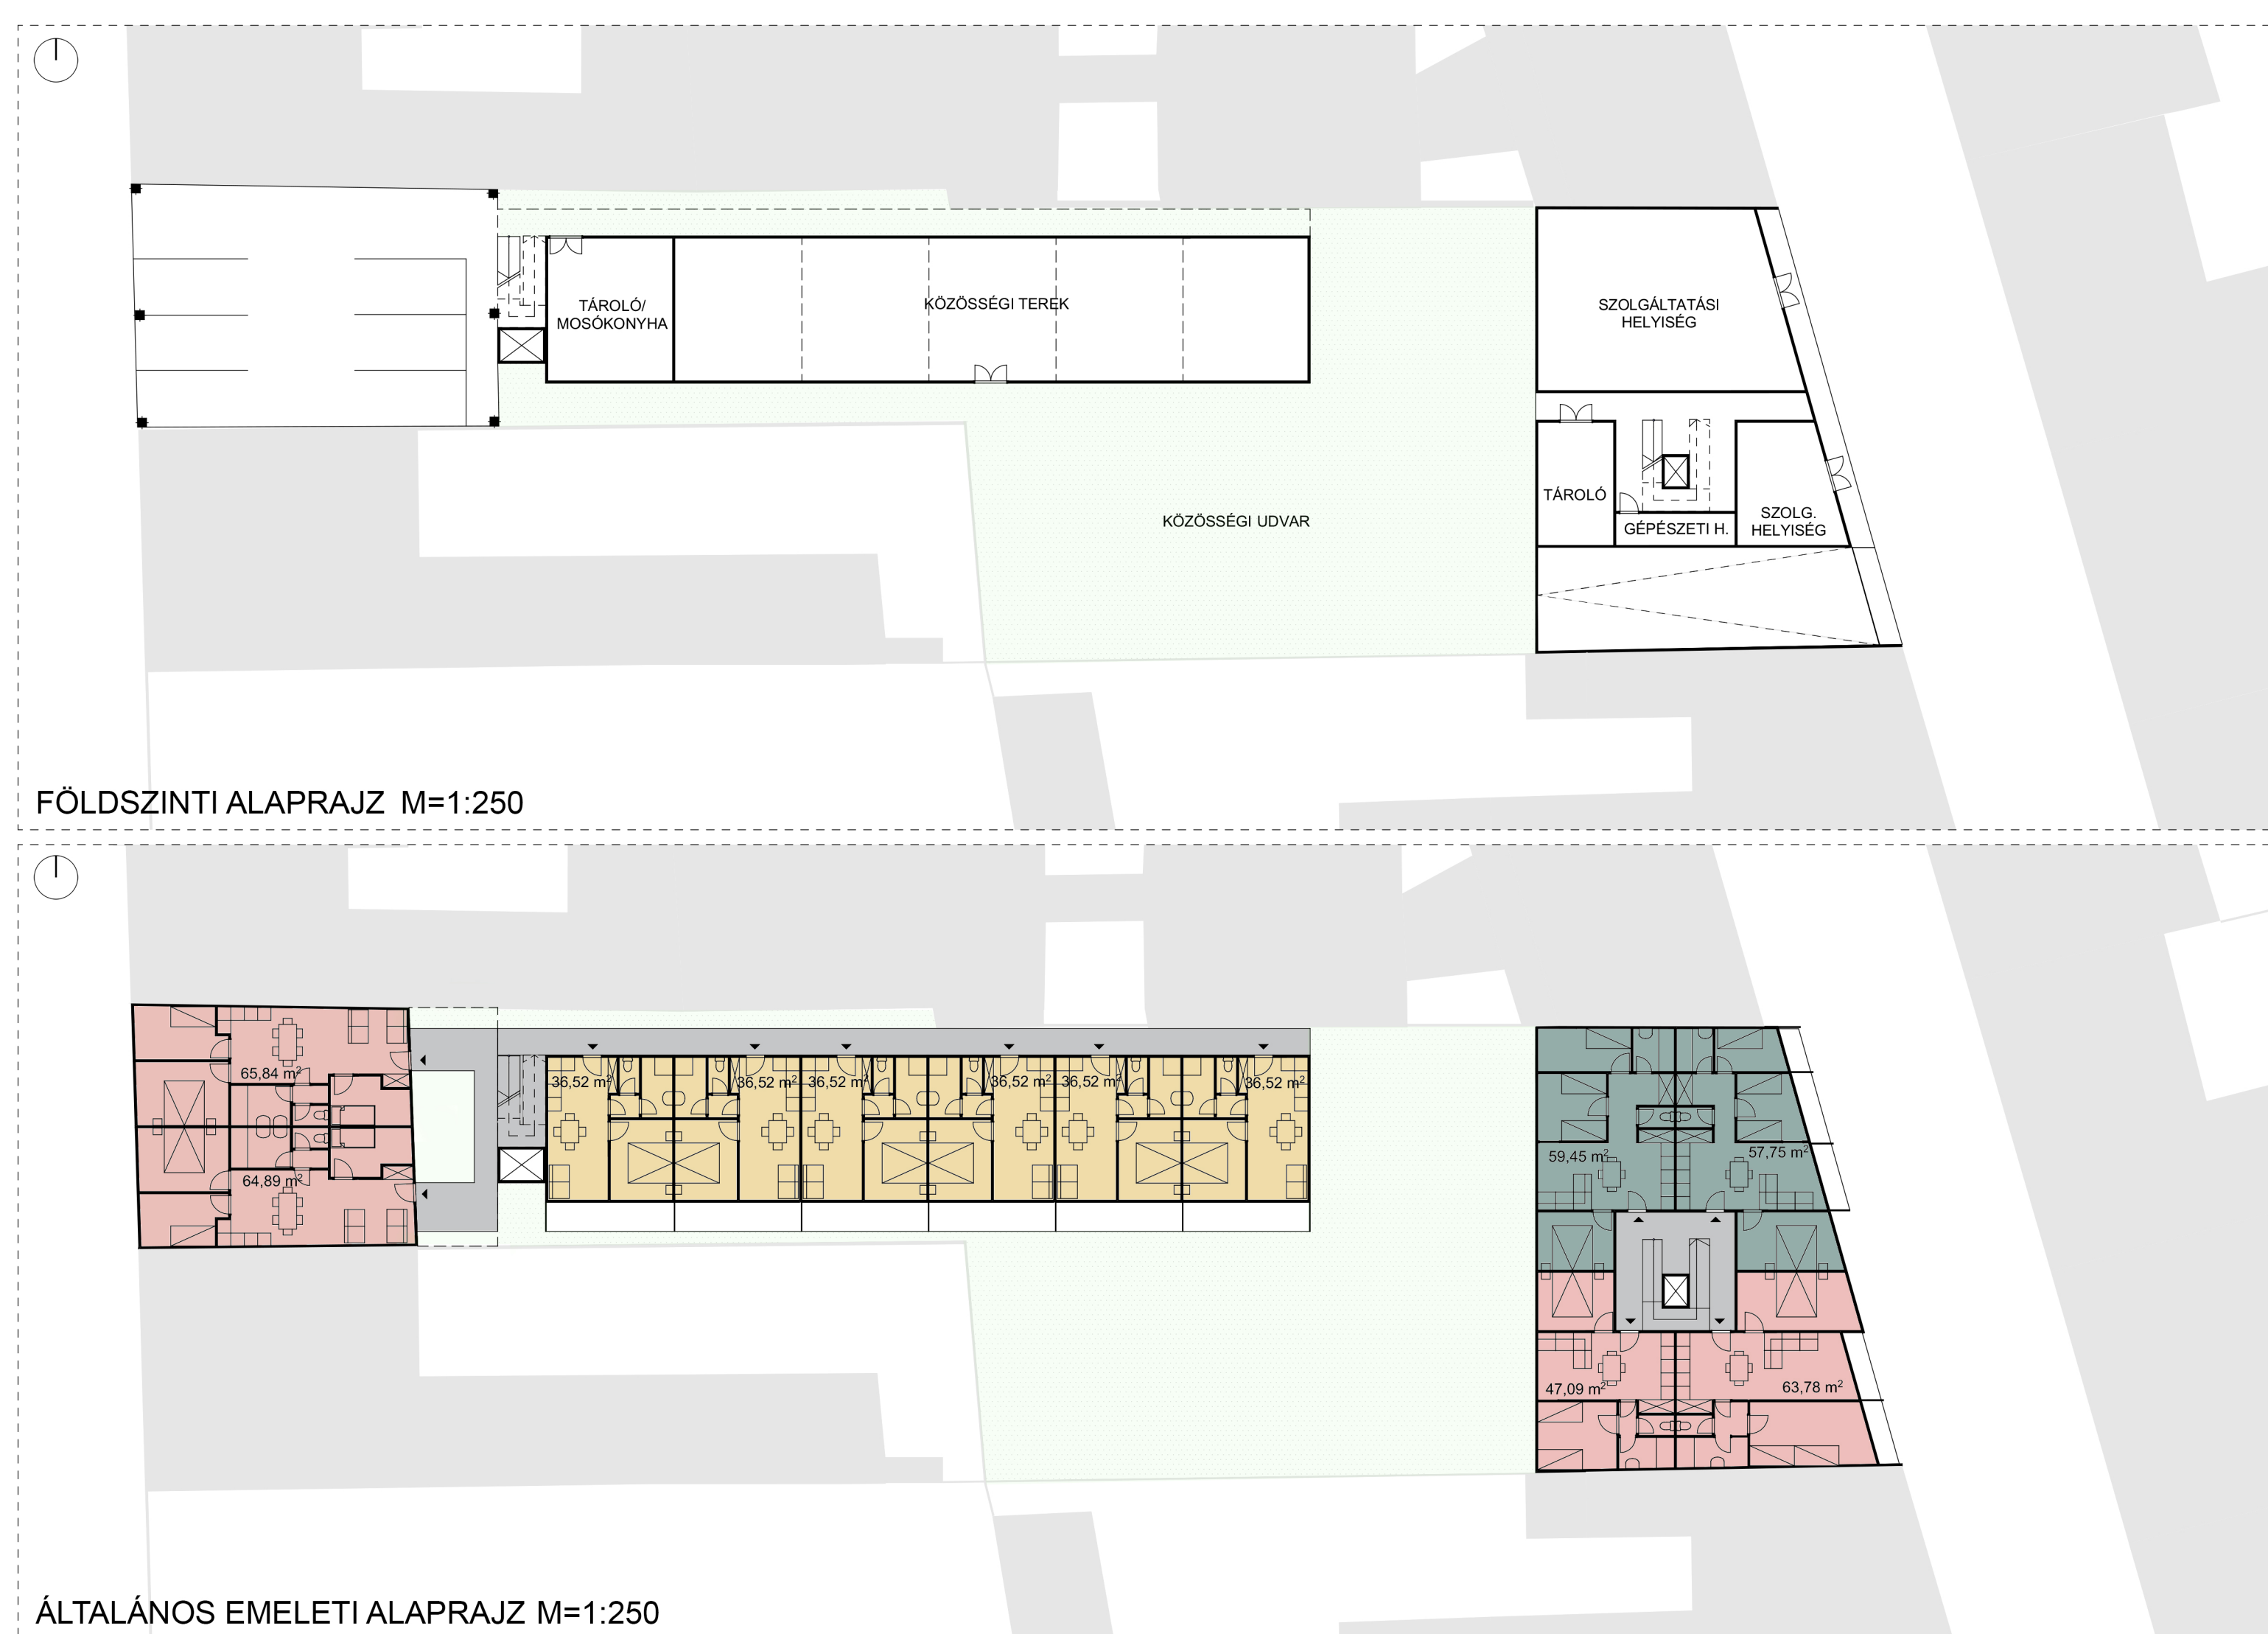 TÁROLÓ/
MOSÓKONYHA
KÖZÖSSÉGI TEREK
SZOLGÁLTATÁSI
HELYISÉG
TÁROLÓ
GÉPÉSZETI H.
SZOLG.
HELYISÉG
KÖZÖSSÉGI UDVAR
FÖLDSZINTI ALAPRAJZ M=1:250
65,84 m²
64,89 m²
36,52 m²
36,52 m²
36,52 m²
36,52 m²
36,52 m²
36,52 m²
59,45 m²
57,75 m²
47,09 m²
63,78 m²
ÁLTALÁNOS EMELETI ALAPRAJZ M=1:250